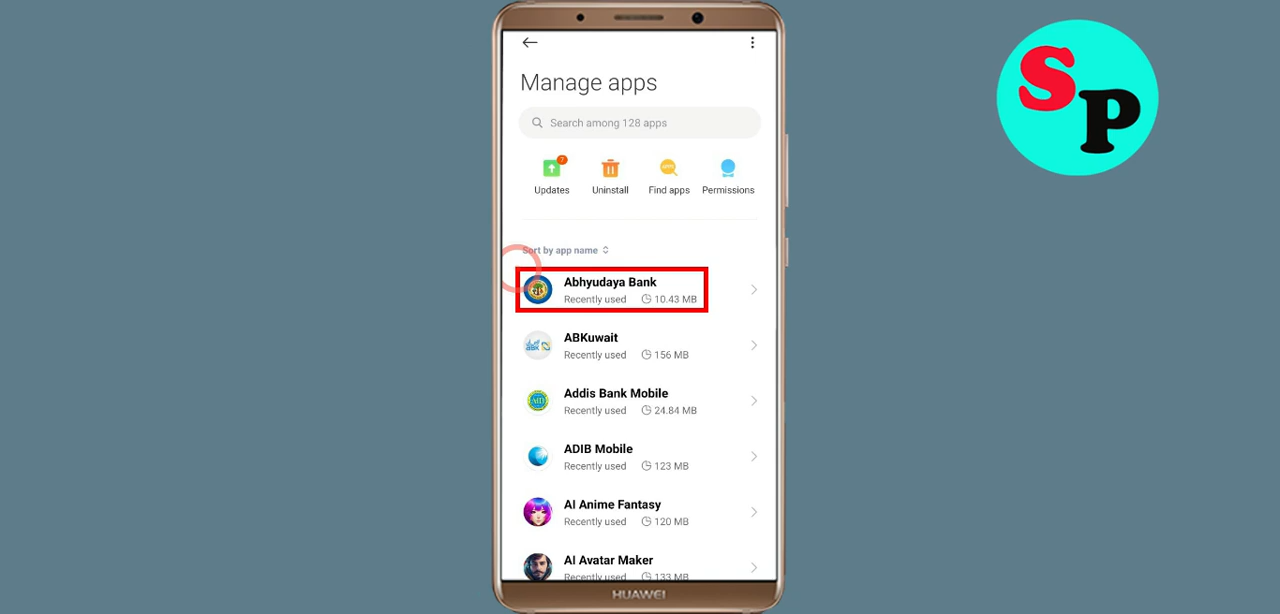 Manage apps
Search among 128 apps
7
Updates
Uninstall
Find apps
Permissions
Sort by app name
Abhyudaya Bank
Recently used 10.43 MB
ABKuwait
Recently used 156 MB
Addis Bank Mobile
Recently used 24.84 MB
ADIB Mobile
Recently used 123 MB
AI Anime Fantasy
Recently used 120 MB
AI Avatar Maker
Recently used 133 MB
HUAWEI
SP